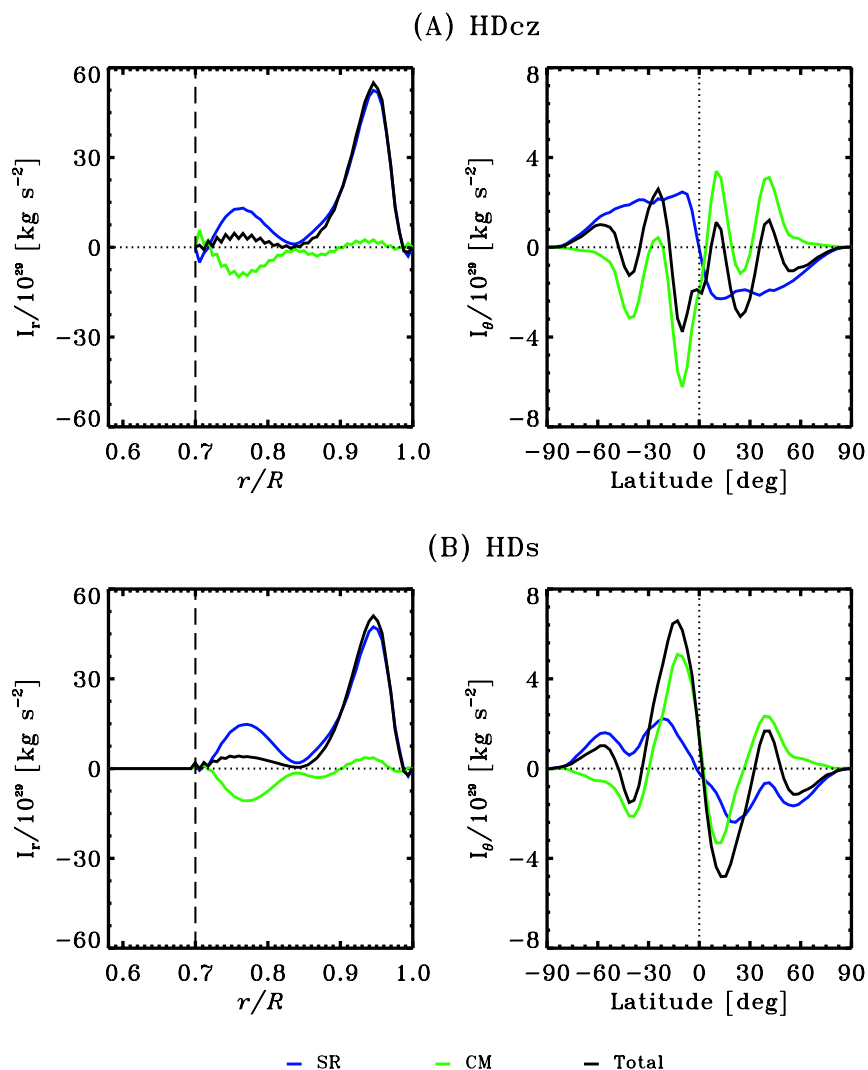 (A) HDcz
60
30
0
−30
−60
I_r/10^29 [kg s^−2]
0.6 0.7 0.8 0.9 1.0
r/R
8
4
0
−4
−8
I_θ/10^29 [kg s^−2]
−90 −60 −30 0 30 60 90
Latitude [deg]
(B) HDs
60
30
0
−30
−60
I_r/10^29 [kg s^−2]
0.6 0.7 0.8 0.9 1.0
r/R
8
4
0
−4
−8
I_θ/10^29 [kg s^−2]
−90 −60 −30 0 30 60 90
Latitude [deg]
SR CM Total